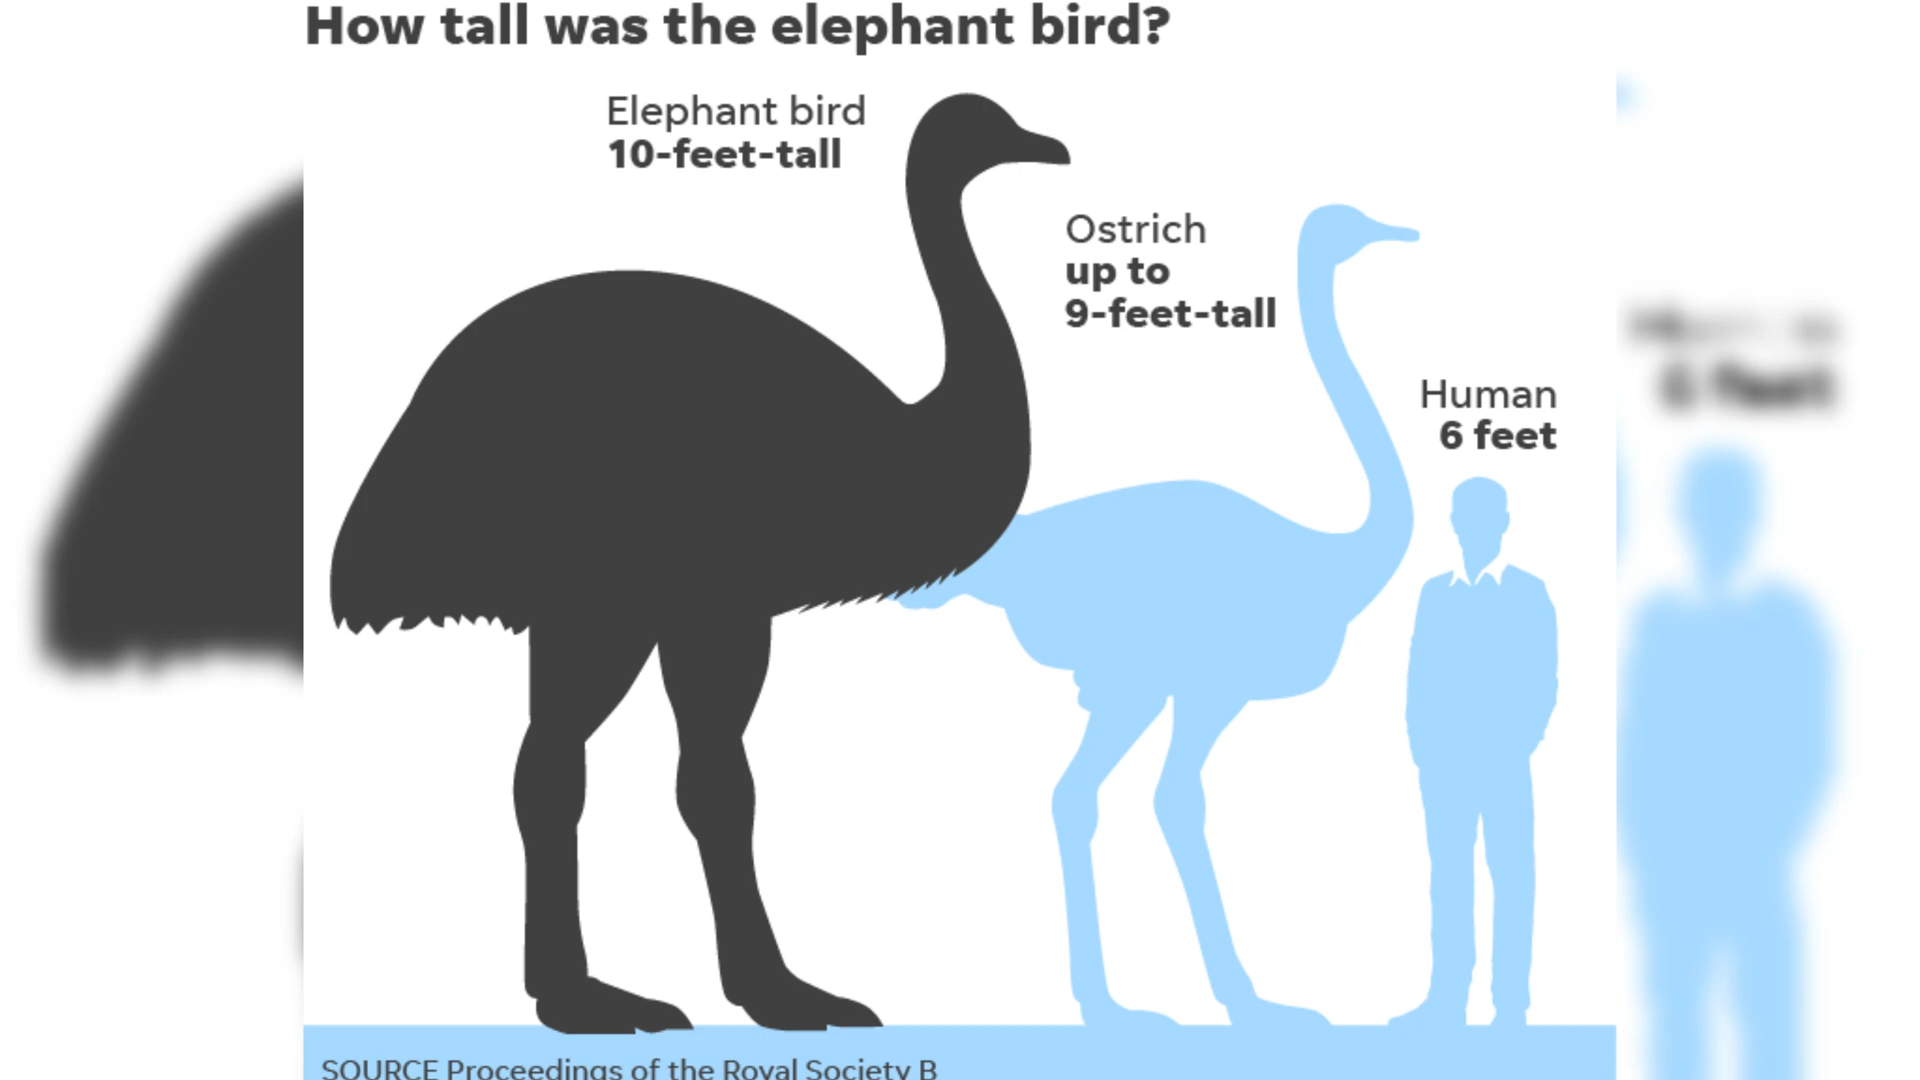 How tall was the elephant bird?
Elephant bird
10-feet-tall
Ostrich
up to
9-feet-tall
Human
6 feet
SOURCE Proceedings of the Royal Society B